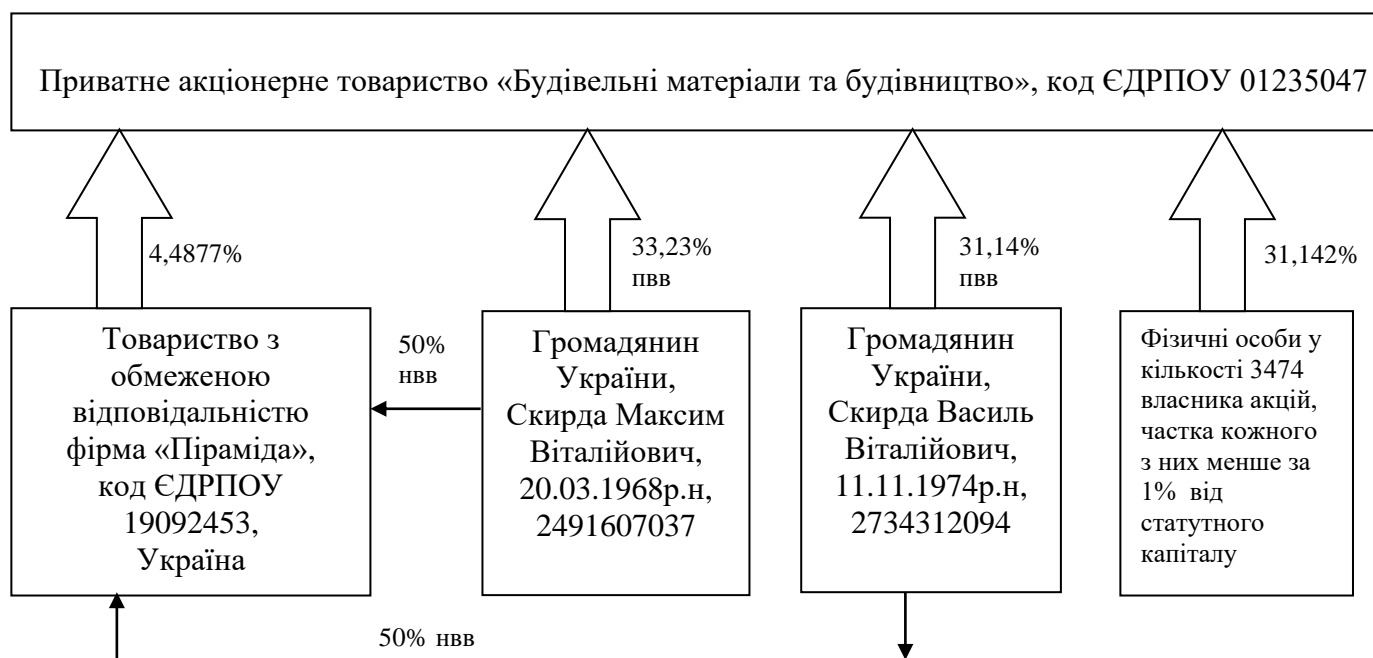 Приватне акціонерне товариство «Будівельні матеріали та будівництво», код ЄДРПОУ 01235047
4,4877%
33,23%
пвв
31,14%
пвв
31,142%
Товариство з
обмеженою
відповідальністю
фірма «Піраміда»,
код ЄДРПОУ
19092453,
Україна
50%
нвв
Громадянин
України,
Скирда Максим
Віталійович,
20.03.1968р.н,
2491607037
Громадянин
України,
Скирда Василь
Віталійович,
11.11.1974р.н,
2734312094
Фізичні особи у
кількості 3474
власника акцій,
частка кожного
з них менше за
1% від
статутного
капіталу
50% нвв